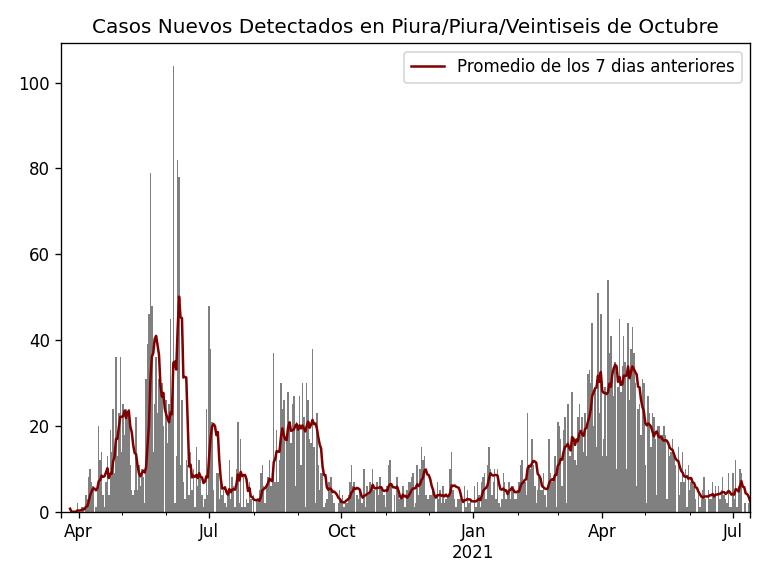 Casos Nuevos Detectados en Piura/Piura/Veintiseis de Octubre
Promedio de los 7 dias anteriores
100
80
60
40
20
0
Apr Jul Oct Jan Apr Jul
2021